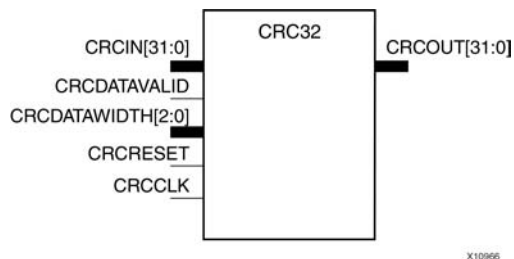 CRC32
CRCIN[31:0]
CRCOUT[31:0]
CRCDATAVALID
CRCDATAWIDTH[2:0]
CRCRESET
CRCCLK
X10966